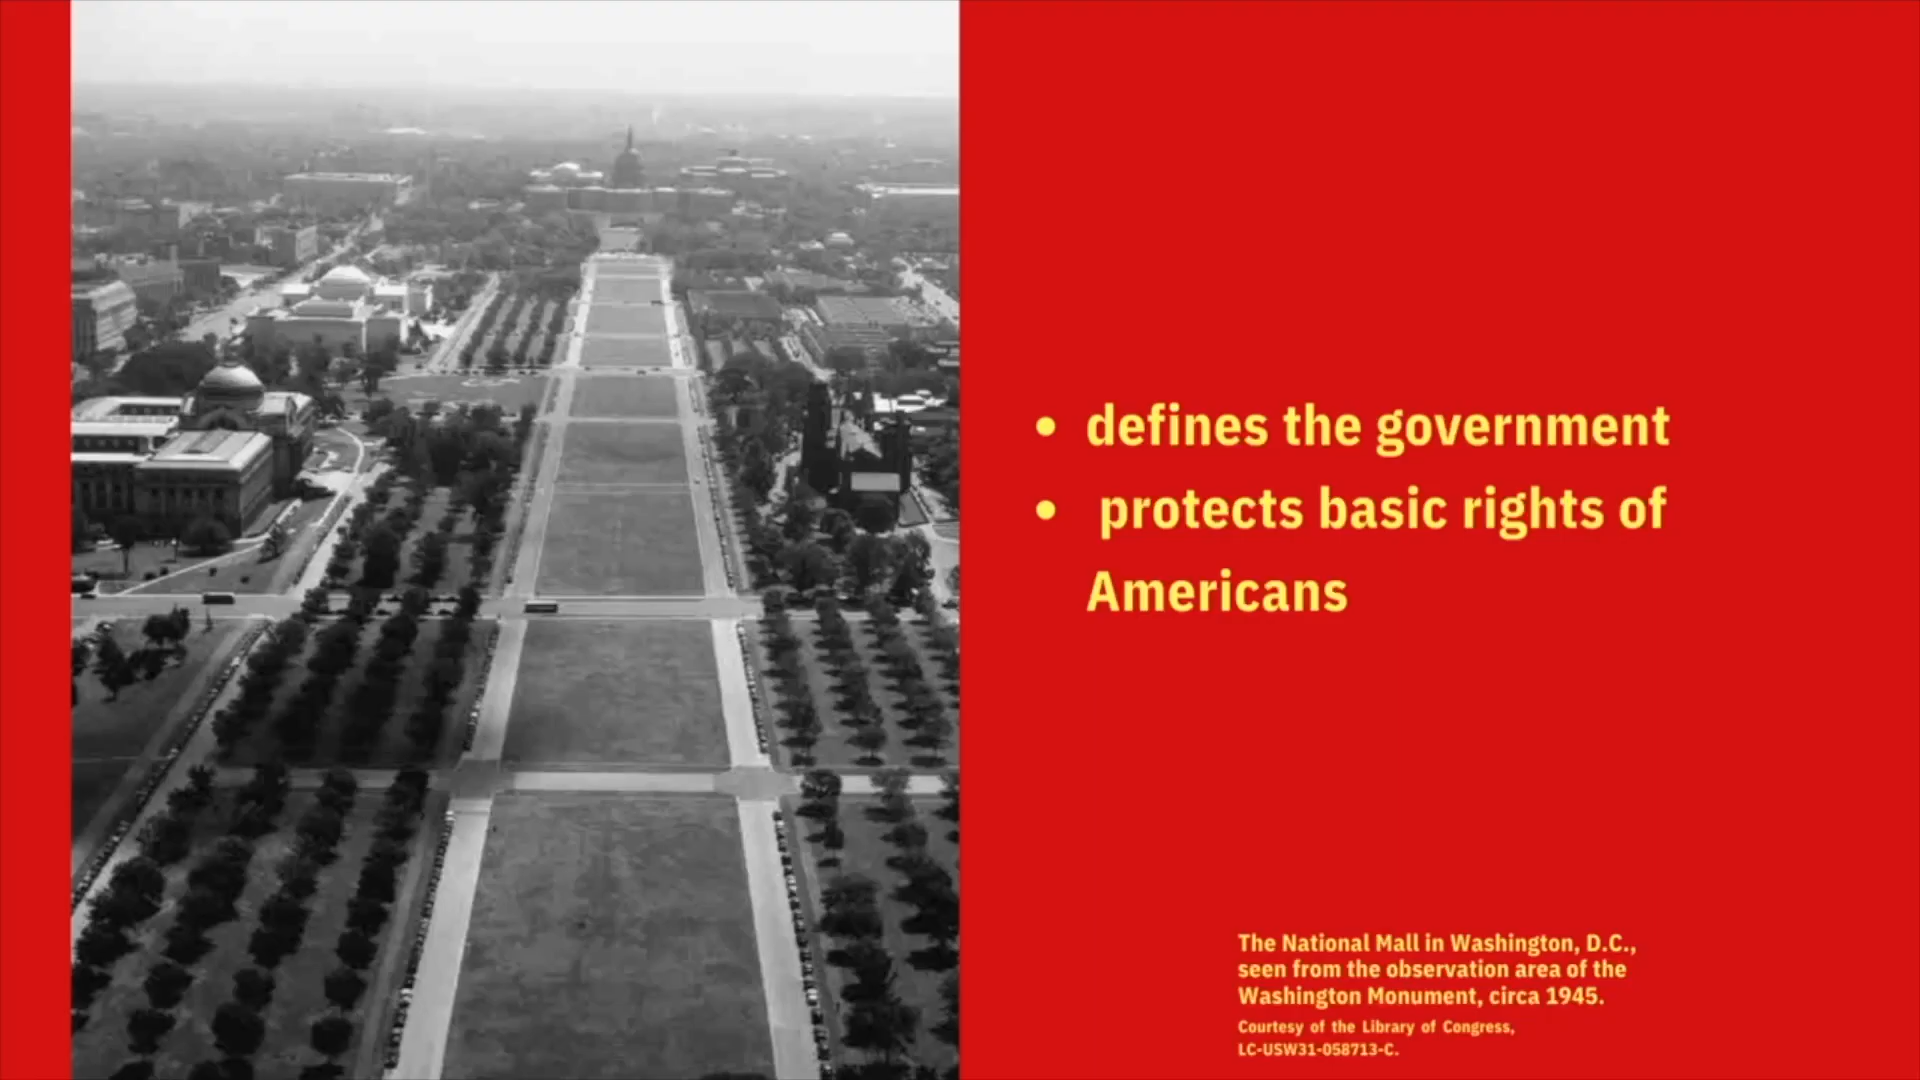 • defines the government
• protects basic rights of
Americans
The National Mall in Washington, D.C.,
seen from the observation area of the
Washington Monument, circa 1945.
Courtesy of the Library of Congress,
LC-USW31-058713-C.